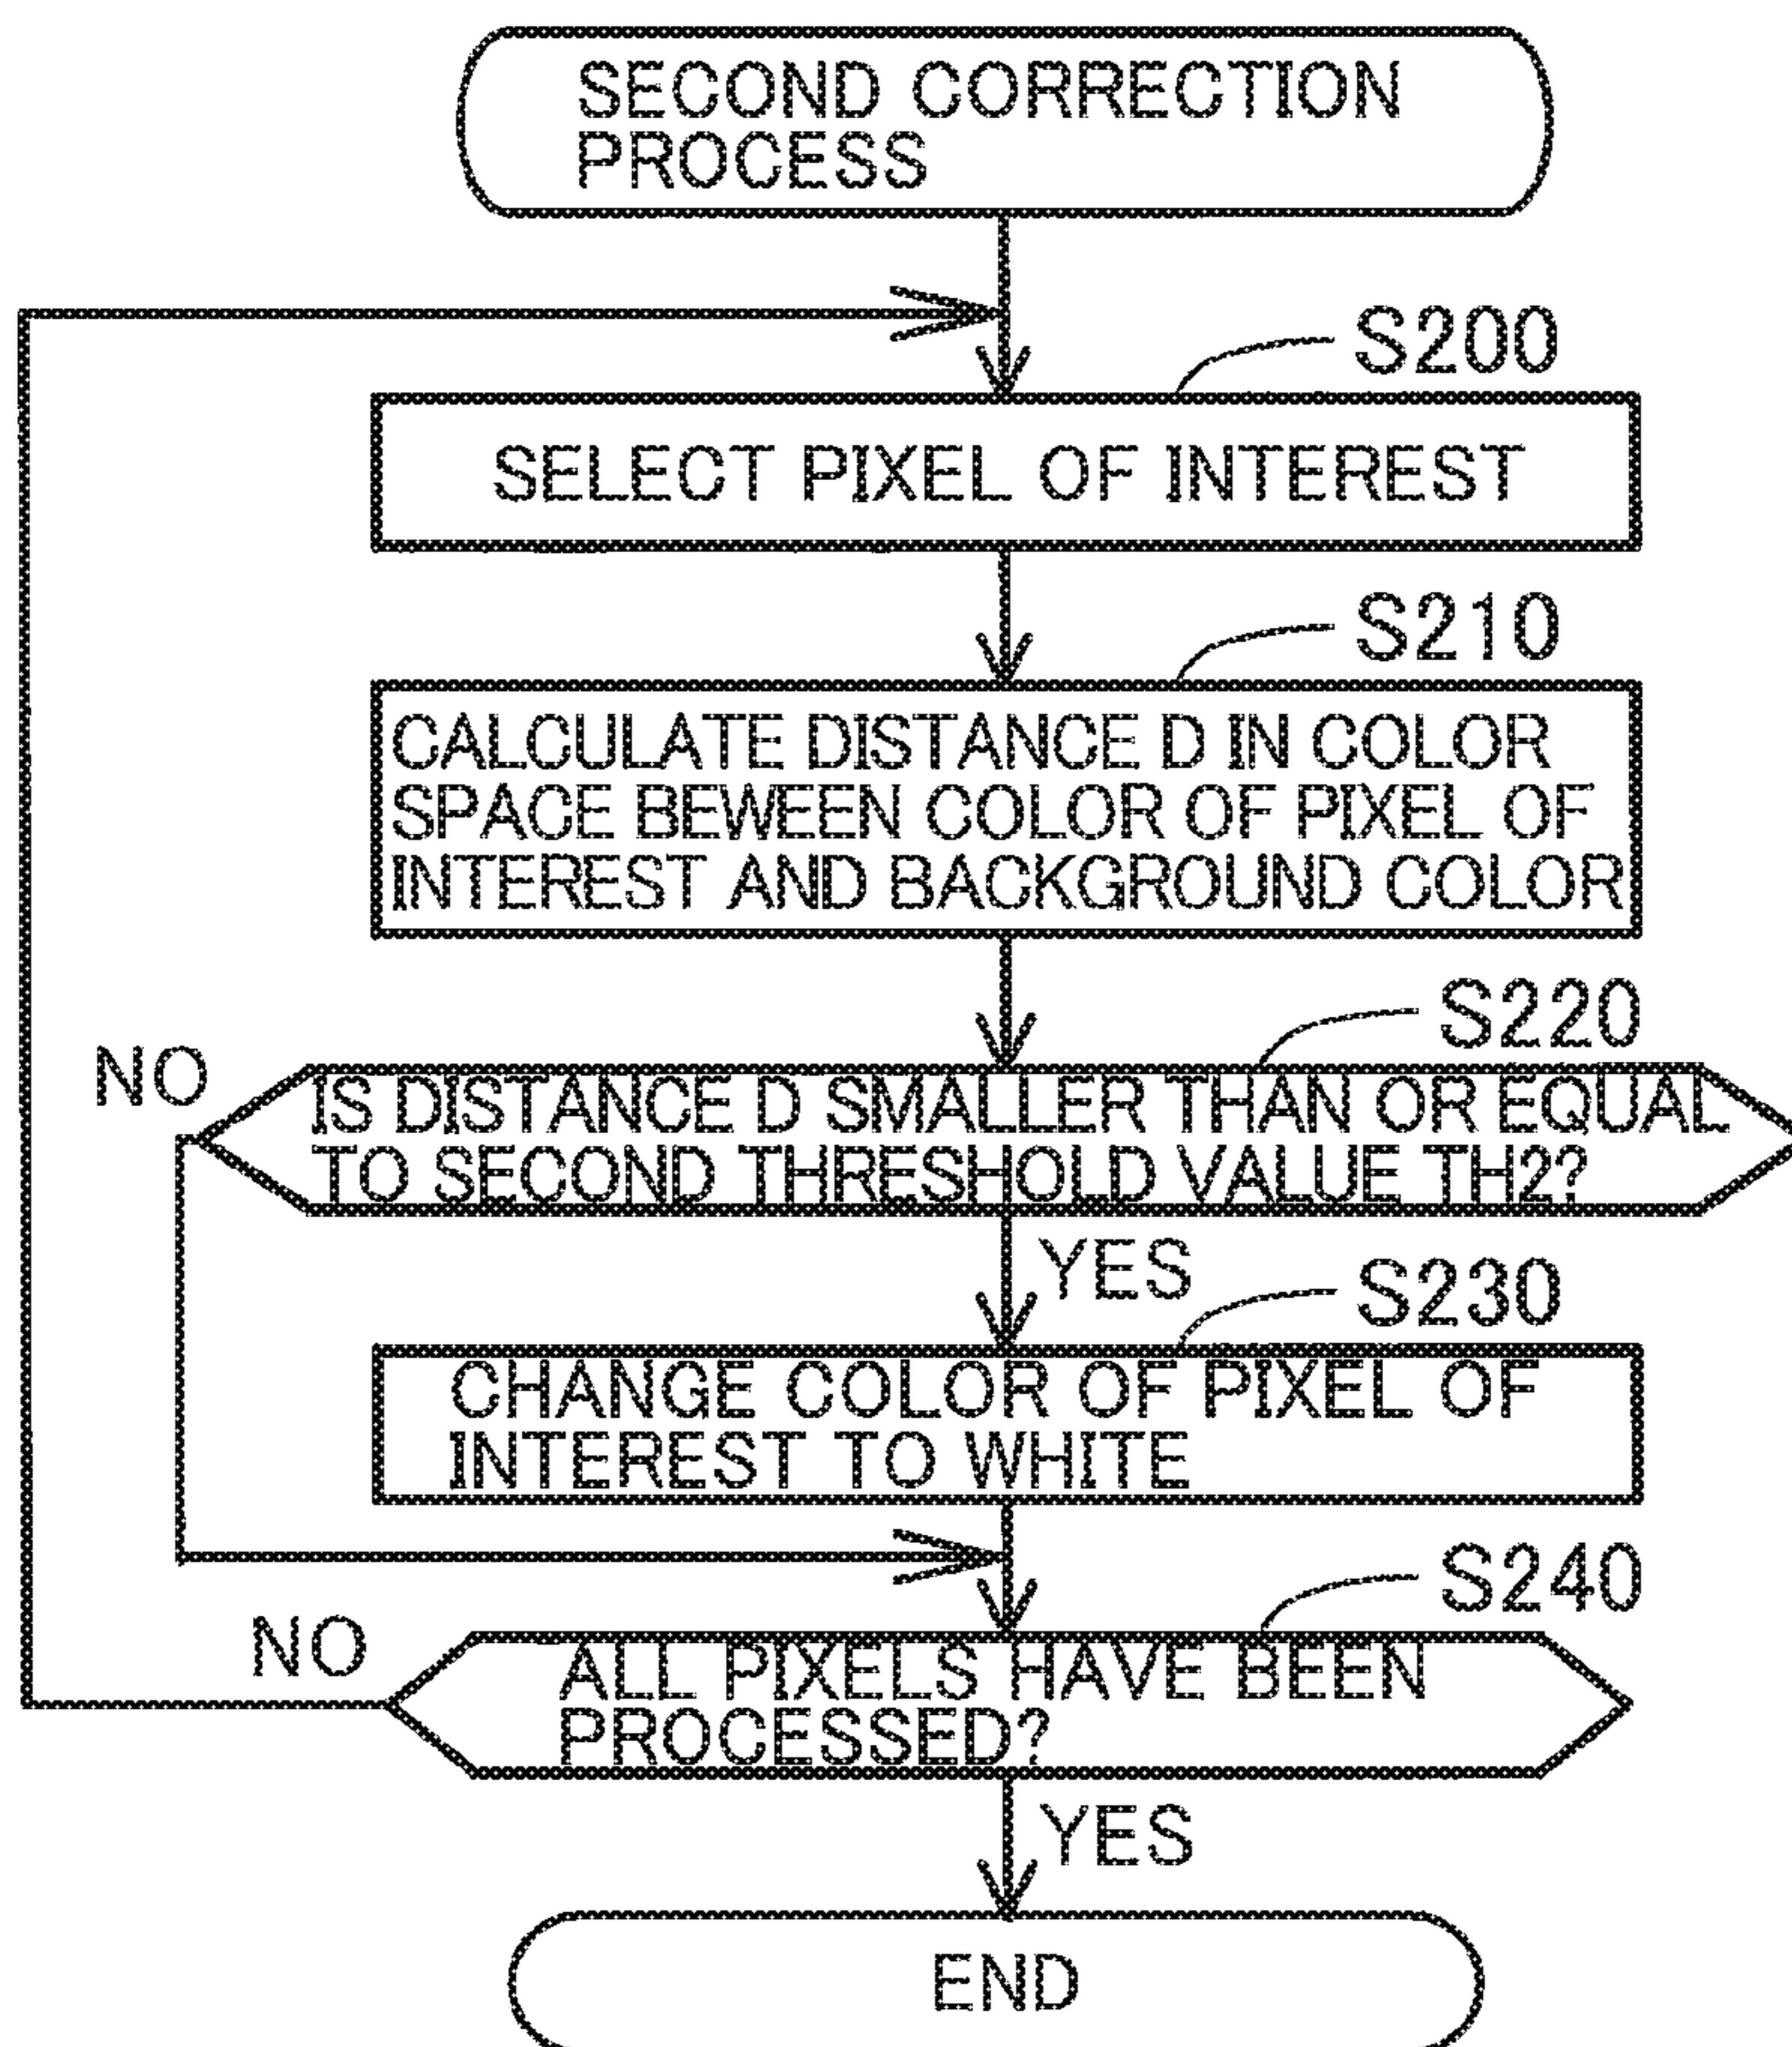 SECOND CORRECTION
PROCESS
S200
SELECT PIXEL OF INTEREST
S210
CALCULATE DISTANCE D IN COLOR
SPACE BEWEEN COLOR OF PIXEL OF
INTEREST AND BACKGROUND COLOR
S220
NO
IS DISTANCE D SMALLER THAN OR EQUAL
TO SECOND THRESHOLD VALUE TH2?
YES
S230
CHANGE COLOR OF PIXEL OF
INTEREST TO WHITE
S240
NO
ALL PIXELS HAVE BEEN
PROCESSED?
YES
END